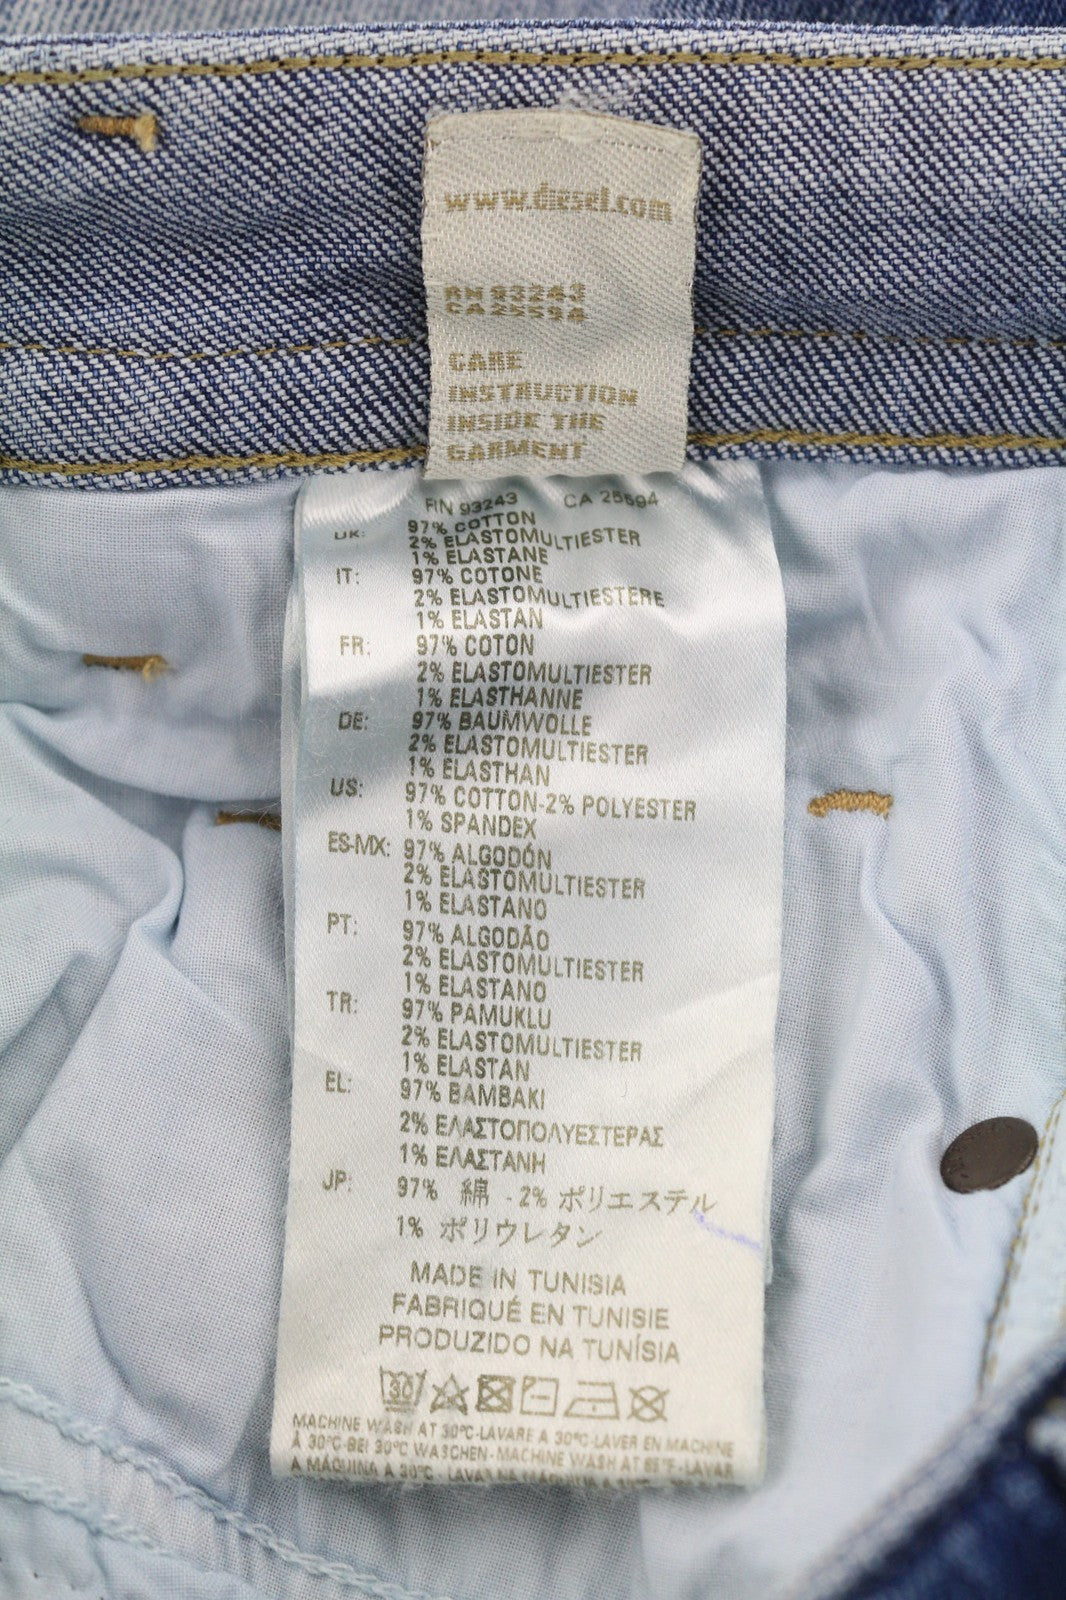 www.diesel.com
RN 93243
CA 25594
CARE
INSTRUCTION
INSIDE THE
GARMENT
RN 93243 CA 25594
UK: 97% COTTON
2% ELASTOMULTIESTER
1% ELASTANE
IT: 97% COTONE
2% ELASTOMULTIESTERE
1% ELASTAN
FR: 97% COTON
2% ELASTOMULTIESTER
1% ELASTHANNE
DE: 97% BAUMWOLLE
2% ELASTOMULTIESTER
1% ELASTHAN
US: 97% COTTON-2% POLYESTER
1% SPANDEX
ES-MX: 97% ALGODÓN
2% ELASTOMULTIESTER
1% ELASTANO
PT: 97% ALGODÃO
2% ELASTOMULTIESTER
1% ELASTANO
TR: 97% PAMUKLU
2% ELASTOMULTIESTER
1% ELASTAN
EL: 97% ΒΑΜΒΑΚΙ
2% ΕΛΑΣΤΟΠΟΛΥΕΣΤΕΡΑΣ
1% ΕΛΑΣΤΑΝΗ
JP: 97% 綿 - 2% ポリエステル
1% ポリウレタン
MADE IN TUNISIA
FABRIQUÉ EN TUNISIE
PRODUZIDO NA TUNÍSIA
30
MACHINE WASH AT 30°C-LAVARE A 30°C-LAVER EN MACHINE
À 30°C-BEI 30°C WASCHEN-MACHINE WASH AT 85°F-LAVAR
A MÁQUINA A 30°C